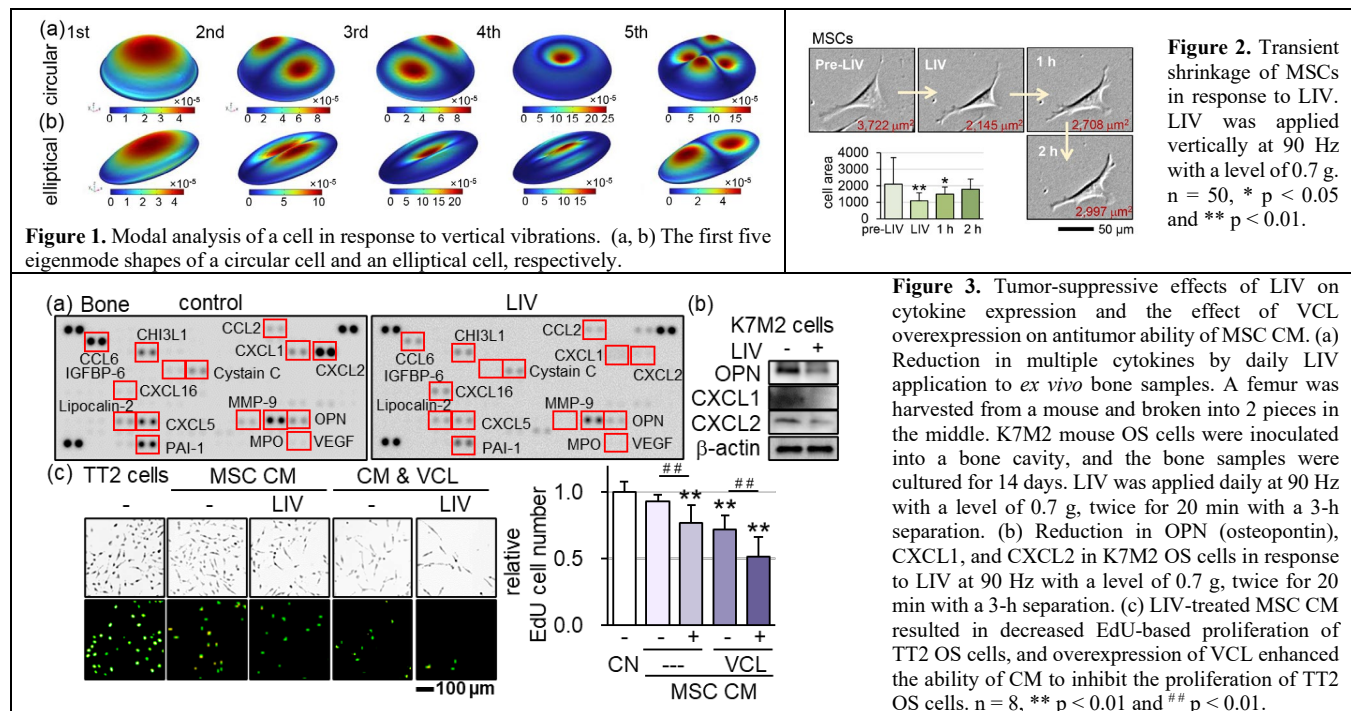 (a)
1st 2nd 3rd 4th 5th
circular
×10⁻⁵ ×10⁻⁵ ×10⁻⁵ ×10⁻⁵ ×10⁻⁵
0 1 2 3 4 0 2 4 6 8 0 2 4 6 8 0 5 10 15 20 25 0 2 4 6 8
(b)
elliptical
×10⁻⁵ ×10⁻⁵ ×10⁻⁵ ×10⁻⁵ ×10⁻⁵
0 1 2 3 4 0 5 10 0 5 10 15 0 5 10 15 20 0 2 4
Figure 1. Modal analysis of a cell in response to vertical vibrations. (a, b) The first five
eigenmode shapes of a circular cell and an elliptical cell, respectively.
MSCs
Pre-LIV LIV 1 h
3,722 µm² 2,145 µm² 2,708 µm²
2 h
2,997 µm²
50 µm
cell area
4000
3000
2000
1000
0
** *
pre-LIV LIV 1 h 2 h
Figure 2. Transient
shrinkage of MSCs
in response to LIV.
LIV was applied
vertically at 90 Hz
with a level of 0.7 g.
n = 50, * p < 0.05
and ** p < 0.01.
(a) Bone control LIV
CHI3L1 CCL2
CCL6 CXCL1
IGFBP-6 Cystain C CXCL2
CXCL16
Lipocalin-2 MMP-9
CXCL5 OPN
PAI-1 MPO VEGF
CHI3L1 CCL2
CCL6 CXCL1
IGFBP-6 Cystain C CXCL2
CXCL16
Lipocalin-2 MMP-9
CXCL5 OPN
PAI-1 MPO VEGF
(b)
K7M2 cells
LIV - +
OPN
CXCL1
CXCL2
β-actin
(c) TT2 cells MSC CM CM & VCL
- - LIV - LIV
100 µm
relative
EdU cell number
1.0
0.5
0.0
## ##
** ** **
- - + - +
CN --- VCL
MSC CM
Figure 3. Tumor-suppressive effects of LIV on
cytokine expression and the effect of VCL
overexpression on antitumor ability of MSC CM. (a)
Reduction in multiple cytokines by daily LIV
application to ex vivo bone samples. A femur was
harvested from a mouse and broken into 2 pieces in
the middle. K7M2 mouse OS cells were inoculated
into a bone cavity, and the bone samples were
cultured for 14 days. LIV was applied daily at 90 Hz
with a level of 0.7 g, twice for 20 min with a 3-h
separation. (b) Reduction in OPN (osteopontin),
CXCL1, and CXCL2 in K7M2 OS cells in response
to LIV at 90 Hz with a level of 0.7 g, twice for 20
min with a 3-h separation. (c) LIV-treated MSC CM
resulted in decreased EdU-based proliferation of
TT2 OS cells, and overexpression of VCL enhanced
the ability of CM to inhibit the proliferation of TT2
OS cells. n = 8, ** p < 0.01 and ## p < 0.01.